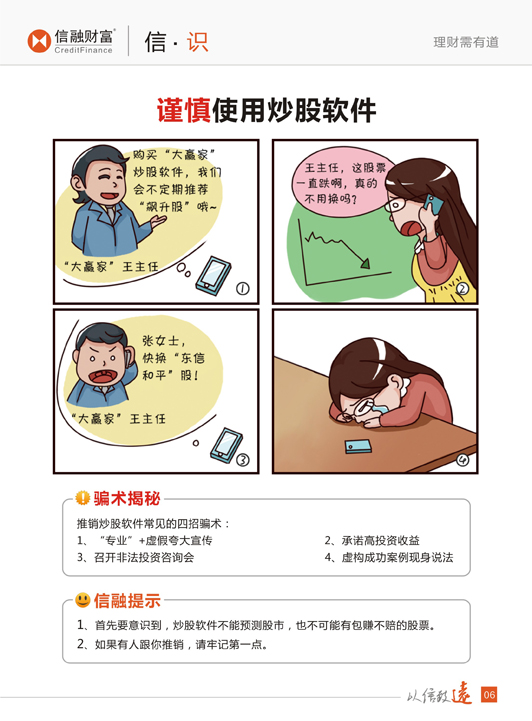 信融财富
CreditFinance
信·识
理财需有道
谨慎使用炒股软件
购买“大赢家”
炒股软件，我们
会不定期推荐
“飙升股”哦~
“大赢家”王主任
1
王主任，这股票
一直跌啊，真的
不用换吗？
2
张女士，
快换“东信
和平”股！
“大赢家”王主任
3
4
骗术揭秘
推销炒股软件常见的四招骗术：
1、“专业”+虚假夸大宣传
2、承诺高投资收益
3、召开非法投资咨询会
4、虚构成功案例现身说法
信融提示
1、首先要意识到，炒股软件不能预测股市，也不可能有包赚不赔的股票。
2、如果有人跟你推销，请牢记第一点。
以信致远
06